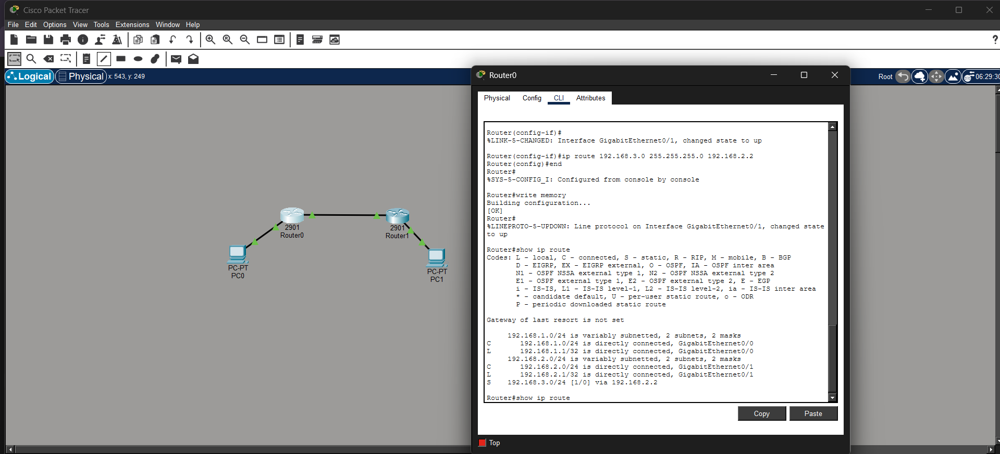 Cisco Packet Tracer
File Edit Options View Tools Extensions Window Help
?
Logical Physical x: 543, y: 249
Root 06:29:30
2901
Router0
2901
Router1
PC-PT
PC0
PC-PT
PC1
Router0
Physical Config CLI Attributes
Router(config-if)#
%LINK-5-CHANGED: Interface GigabitEthernet0/1, changed state to up
Router(config-if)#ip route 192.168.3.0 255.255.255.0 192.168.2.2
Router(config)#end
Router#
%SYS-5-CONFIG_I: Configured from console by console
Router#write memory
Building configuration...
[OK]
Router#
%LINEPROTO-5-UPDOWN: Line protocol on Interface GigabitEthernet0/1, changed state
to up
Router#show ip route
Codes: L - local, C - connected, S - static, R - RIP, M - mobile, B - BGP
D - EIGRP, EX - EIGRP external, O - OSPF, IA - OSPF inter area
N1 - OSPF NSSA external type 1, N2 - OSPF NSSA external type 2
E1 - OSPF external type 1, E2 - OSPF external type 2, E - EGP
i - IS-IS, L1 - IS-IS level-1, L2 - IS-IS level-2, ia - IS-IS inter area
* - candidate default, U - per-user static route, o - ODR
P - periodic downloaded static route
Gateway of last resort is not set
192.168.1.0/24 is variably subnetted, 2 subnets, 2 masks
C 192.168.1.0/24 is directly connected, GigabitEthernet0/0
L 192.168.1.1/32 is directly connected, GigabitEthernet0/0
192.168.2.0/24 is variably subnetted, 2 subnets, 2 masks
C 192.168.2.0/24 is directly connected, GigabitEthernet0/1
L 192.168.2.1/32 is directly connected, GigabitEthernet0/1
S 192.168.3.0/24 [1/0] via 192.168.2.2
Router#show ip route
Copy Paste
Top